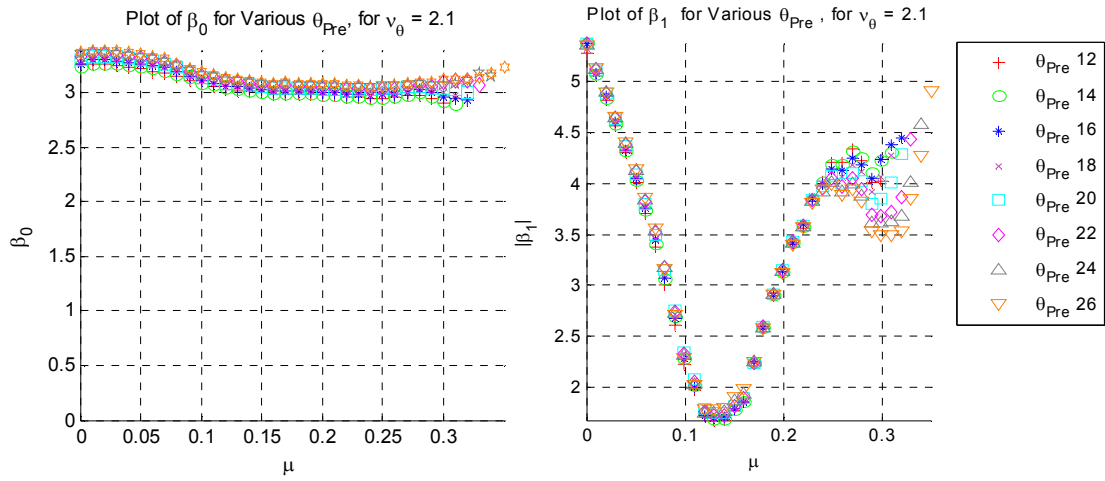 Plot of β0 for Various θPre, for νθ = 2.1
3.5
3
2.5
2
1.5
1
0.5
0
β0
0 0.05 0.1 0.15 0.2 0.25 0.3
μ
Plot of β1 for Various θPre , for νθ = 2.1
5
4.5
4
3.5
3
2.5
2
|β1|
0 0.1 0.2 0.3
μ
θPre 12
θPre 14
θPre 16
θPre 18
θPre 20
θPre 22
θPre 24
θPre 26